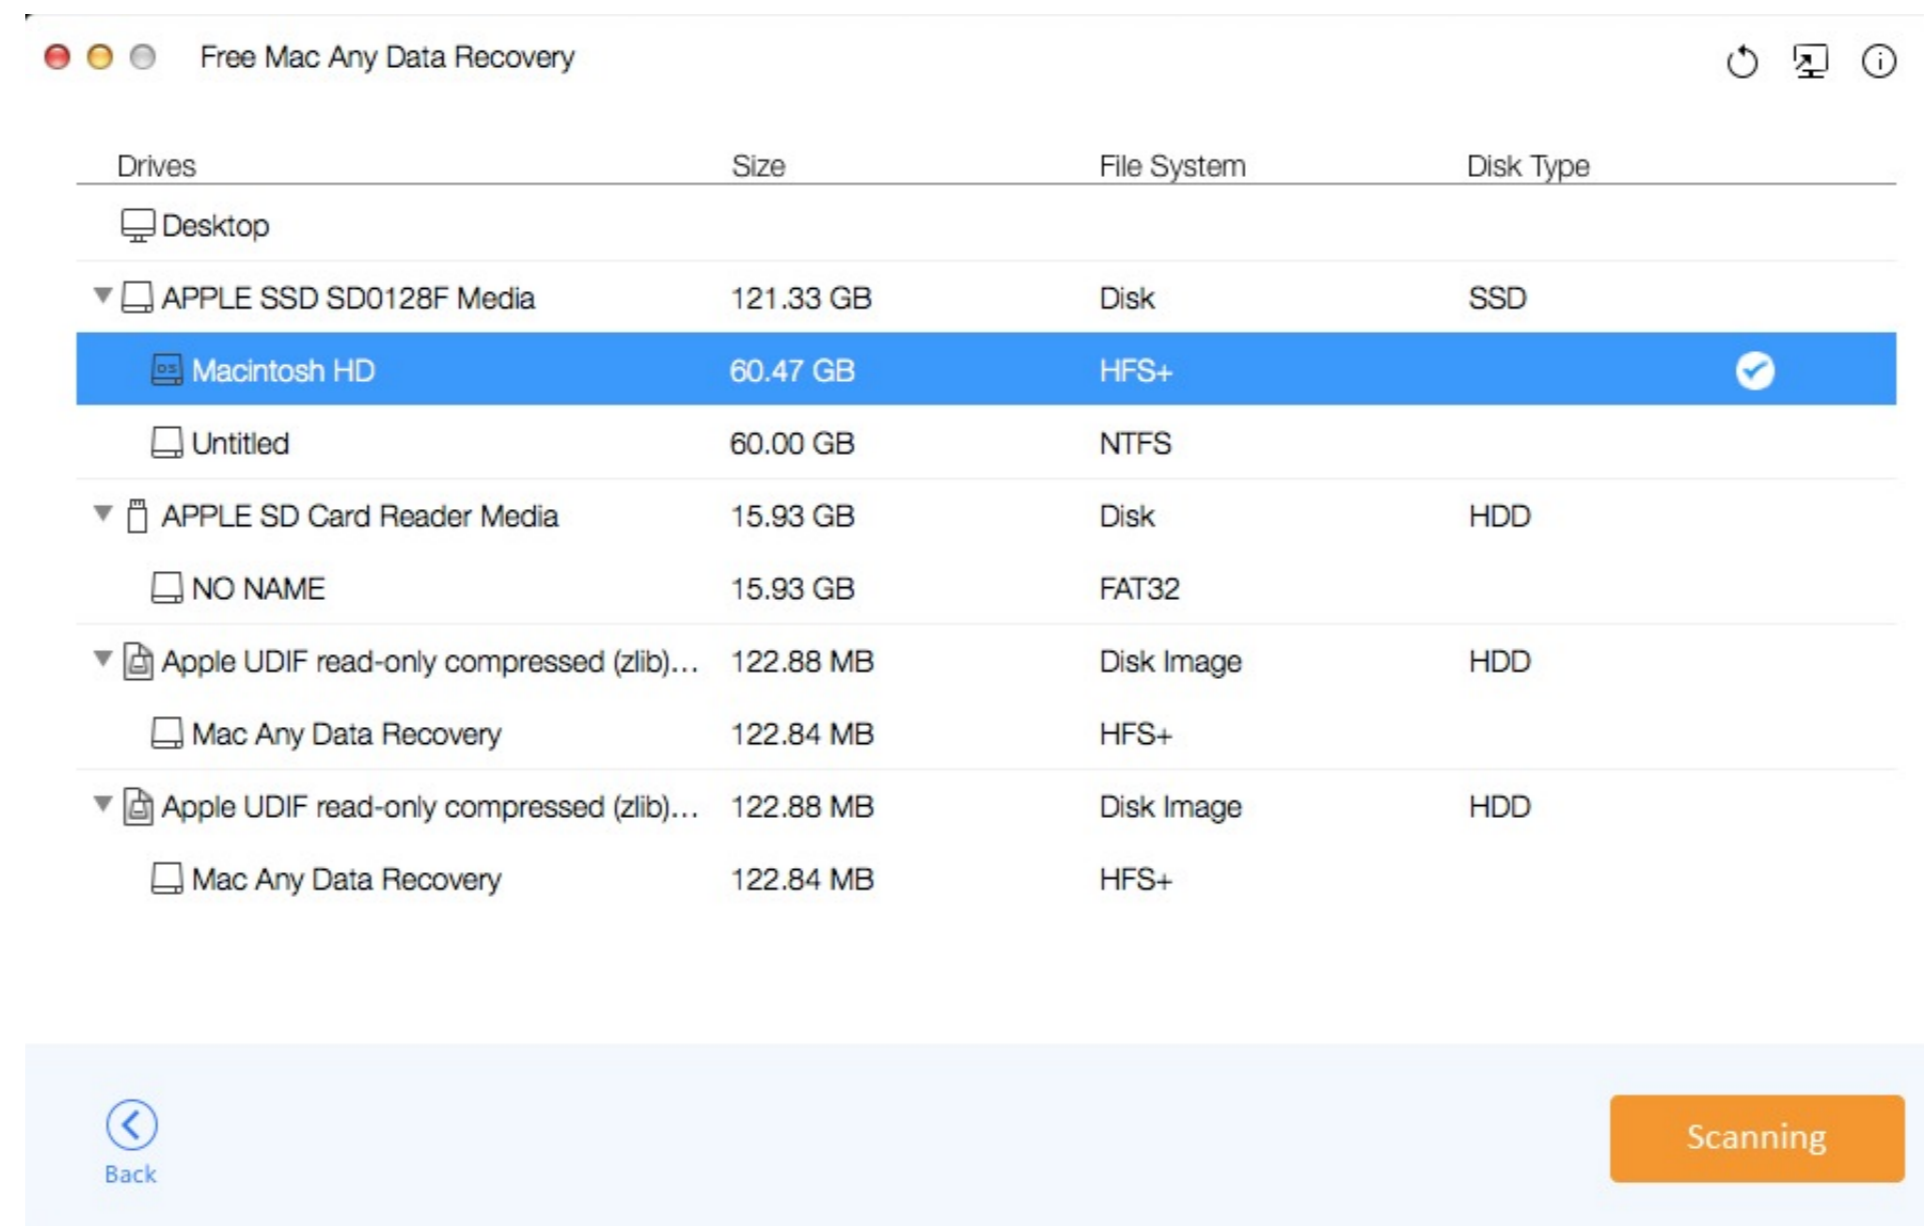 Free Mac Any Data Recovery
Drives Size File System Disk Type
Desktop
APPLE SSD SD0128F Media 121.33 GB Disk SSD
Macintosh HD 60.47 GB HFS+
Untitled 60.00 GB NTFS
APPLE SD Card Reader Media 15.93 GB Disk HDD
NO NAME 15.93 GB FAT32
Apple UDIF read-only compressed (zlib)... 122.88 MB Disk Image HDD
Mac Any Data Recovery 122.84 MB HFS+
Apple UDIF read-only compressed (zlib)... 122.88 MB Disk Image HDD
Mac Any Data Recovery 122.84 MB HFS+
Scanning
Back